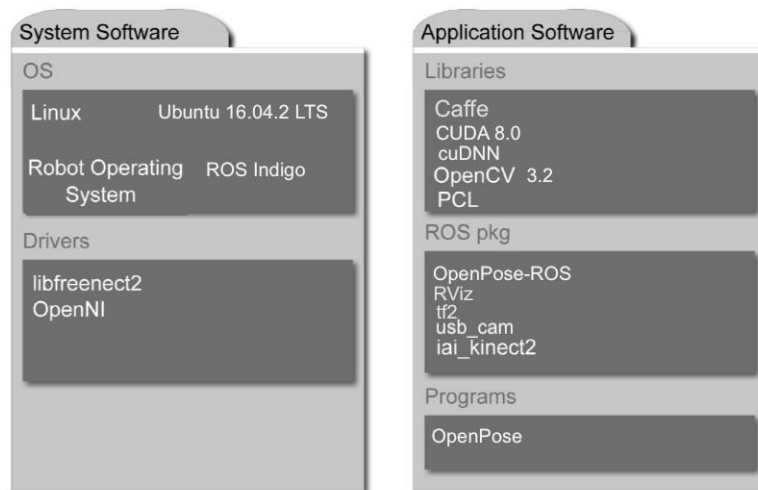 System Software
OS
Linux Ubuntu 16.04.2 LTS
Robot Operating ROS Indigo
System
Drivers
libfreenect2
OpenNI
Application Software
Libraries
Caffe
CUDA 8.0
cuDNN
OpenCV 3.2
PCL
ROS pkg
OpenPose-ROS
RViz
tf2
usb_cam
iai_kinect2
Programs
OpenPose